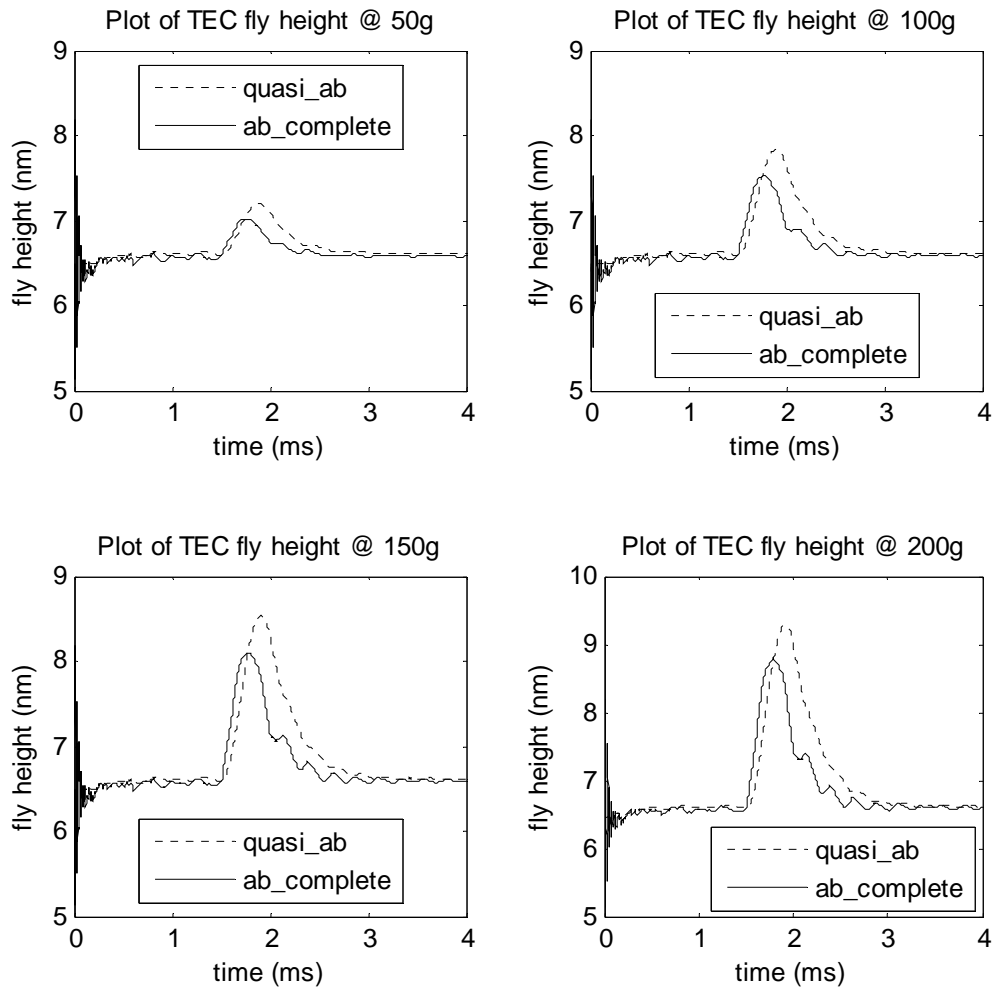 Plot of TEC fly height @ 50g
9
8
7
6
5
fly height (nm)
quasi_ab
ab_complete
0 1 2 3 4
time (ms)
Plot of TEC fly height @ 100g
9
8
7
6
5
fly height (nm)
quasi_ab
ab_complete
0 1 2 3 4
time (ms)
Plot of TEC fly height @ 150g
9
8
7
6
5
fly height (nm)
quasi_ab
ab_complete
0 1 2 3 4
time (ms)
Plot of TEC fly height @ 200g
10
9
8
7
6
5
fly height (nm)
quasi_ab
ab_complete
0 1 2 3 4
time (ms)